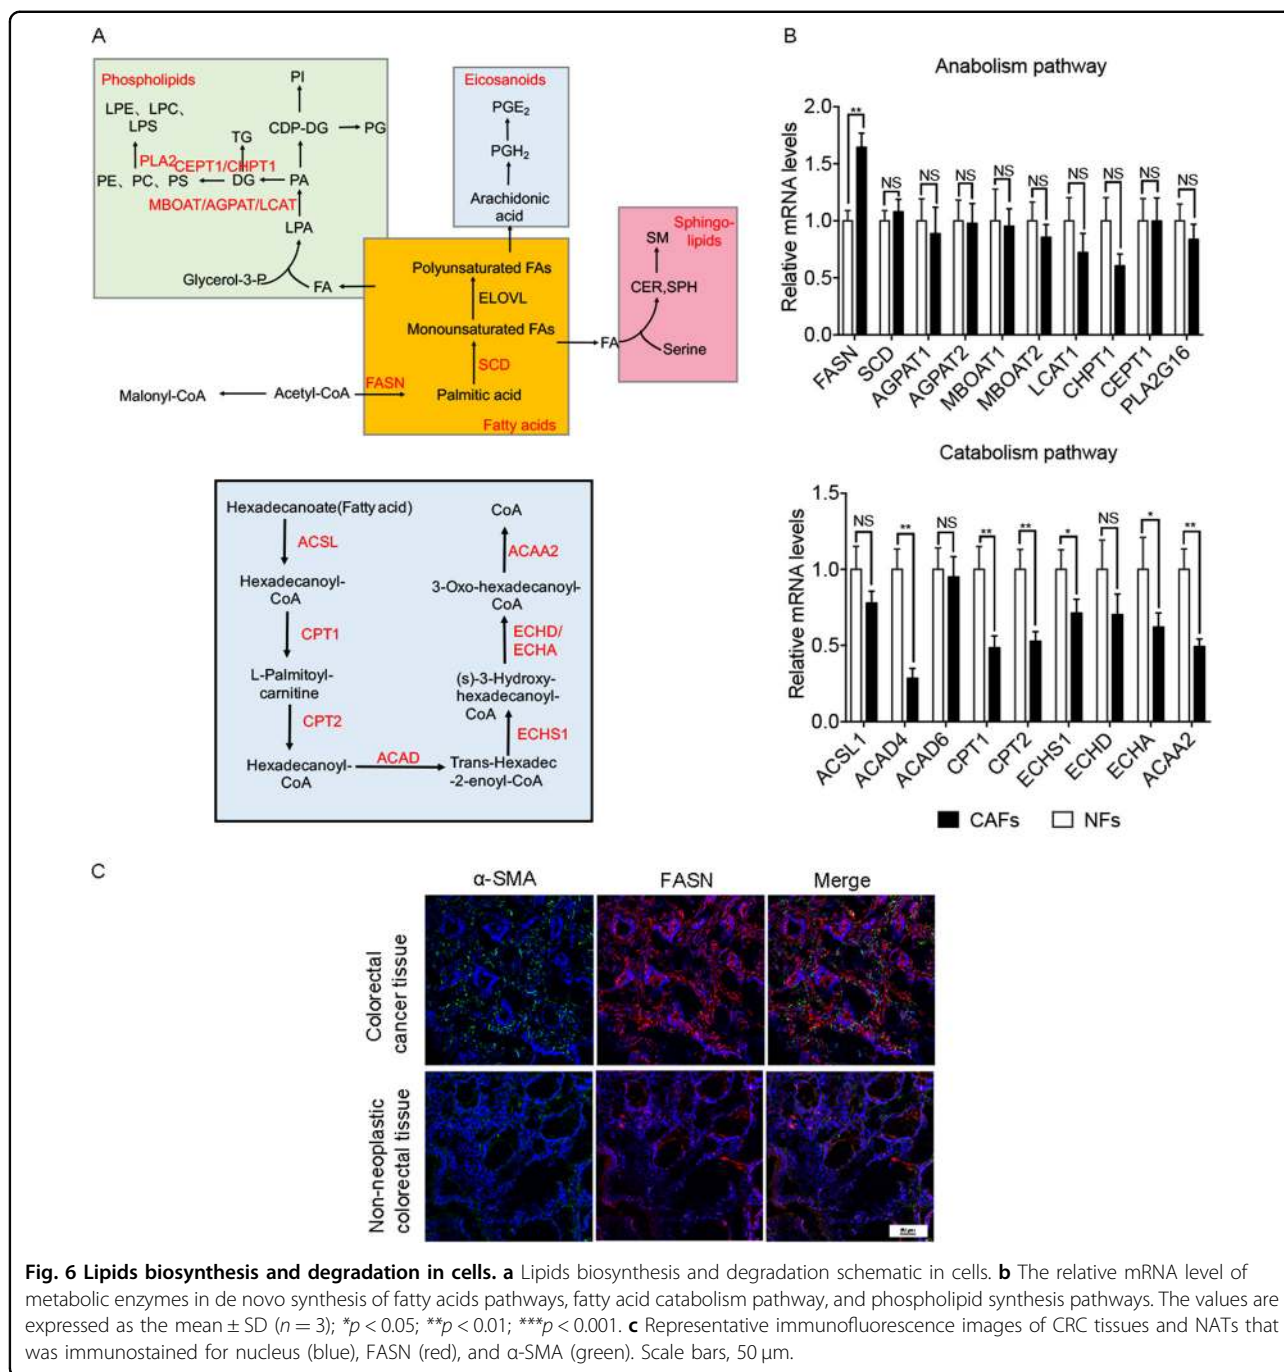 A
Phospholipids
PI
LPE、LPC、
LPS
TG
CDP-DG
PG
PLA2
CEPT1/CHPT1
PE、PC、PS
DG
PA
MBOAT/AGPAT/LCAT
LPA
Glycerol-3-P
FA
Eicosanoids
PGE2
PGH2
Arachidonic
acid
Sphingo-
lipids
SM
CER,SPH
FA
Serine
Polyunsaturated FAs
ELOVL
Monounsaturated FAs
SCD
FASN
Palmitic acid
Fatty acids
Malonyl-CoA
Acetyl-CoA
Hexadecanoate(Fatty acid)
ACSL
Hexadecanoyl-
CoA
CPT1
L-Palmitoyl-
carnitine
CPT2
Hexadecanoyl-
CoA
ACAD
Trans-Hexadec
-2-enoyl-CoA
ECHS1
(s)-3-Hydroxy-
hexadecanoyl-
CoA
ECHD/
ECHA
3-Oxo-hexadecanoyl-
CoA
ACAA2
CoA
B
Anabolism pathway
Relative mRNA levels
2.0
1.5
1.0
0.5
0.0
** NS NS NS NS NS NS NS NS NS
FASN SCD AGPAT1 AGPAT2 MBOAT1 MBOAT2 LCAT1 CHPT1 CEPT1 PLA2G16
Catabolism pathway
Relative mRNA levels
1.5
1.0
0.5
0.0
NS ** NS ** ** * NS * **
ACSL1 ACAD4 ACAD6 CPT1 CPT2 ECHS1 ECHD ECHA ACAA2
CAFs NFs
C
α-SMA FASN Merge
Colorectal
cancer tissue
Non-neoplastic
colorectal tissue
Fig. 6 Lipids biosynthesis and degradation in cells. a Lipids biosynthesis and degradation schematic in cells. b The relative mRNA level of
metabolic enzymes in de novo synthesis of fatty acids pathways, fatty acid catabolism pathway, and phospholipid synthesis pathways. The values are
expressed as the mean ± SD (n = 3); *p < 0.05; **p < 0.01; ***p < 0.001. c Representative immunofluorescence images of CRC tissues and NATs that
was immunostained for nucleus (blue), FASN (red), and α-SMA (green). Scale bars, 50 μm.